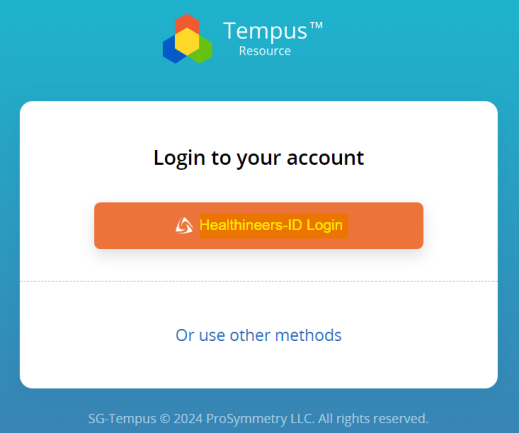 Tempus™
Resource
Login to your account
Healthineers-ID Login
Or use other methods
SG-Tempus © 2024 ProSymmetry LLC. All rights reserved.